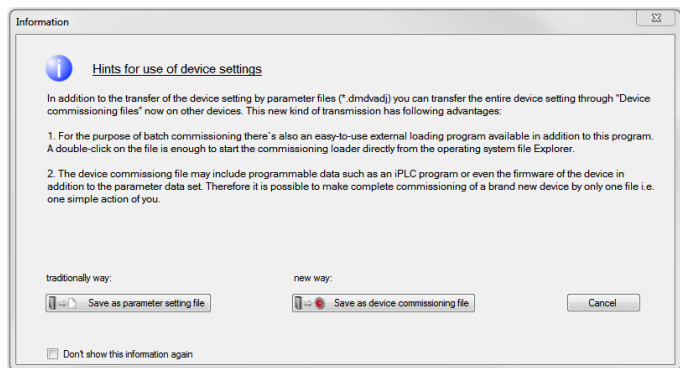 Information
Hints for use of device settings
In addition to the transfer of the device setting by parameter files (*.dmdvadj) you can transfer the entire device setting through "Device
commissioning files" now on other devices. This new kind of transmission has following advantages:
1. For the purpose of batch commissioning there`s also an easy-to-use external loading program available in addition to this program.
A double-click on the file is enough to start the commissioning loader directly from the operating system file Explorer.
2. The device commissiong file may include programmable data such as an iPLC program or even the firmware of the device in
addition to the parameter data set. Therefore it is possible to make complete commissioning of a brand new device by only one file i.e.
one simple action of you.
traditionally way:
new way:
Save as parameter setting file
Save as device commissioning file
Cancel
Don't show this information again